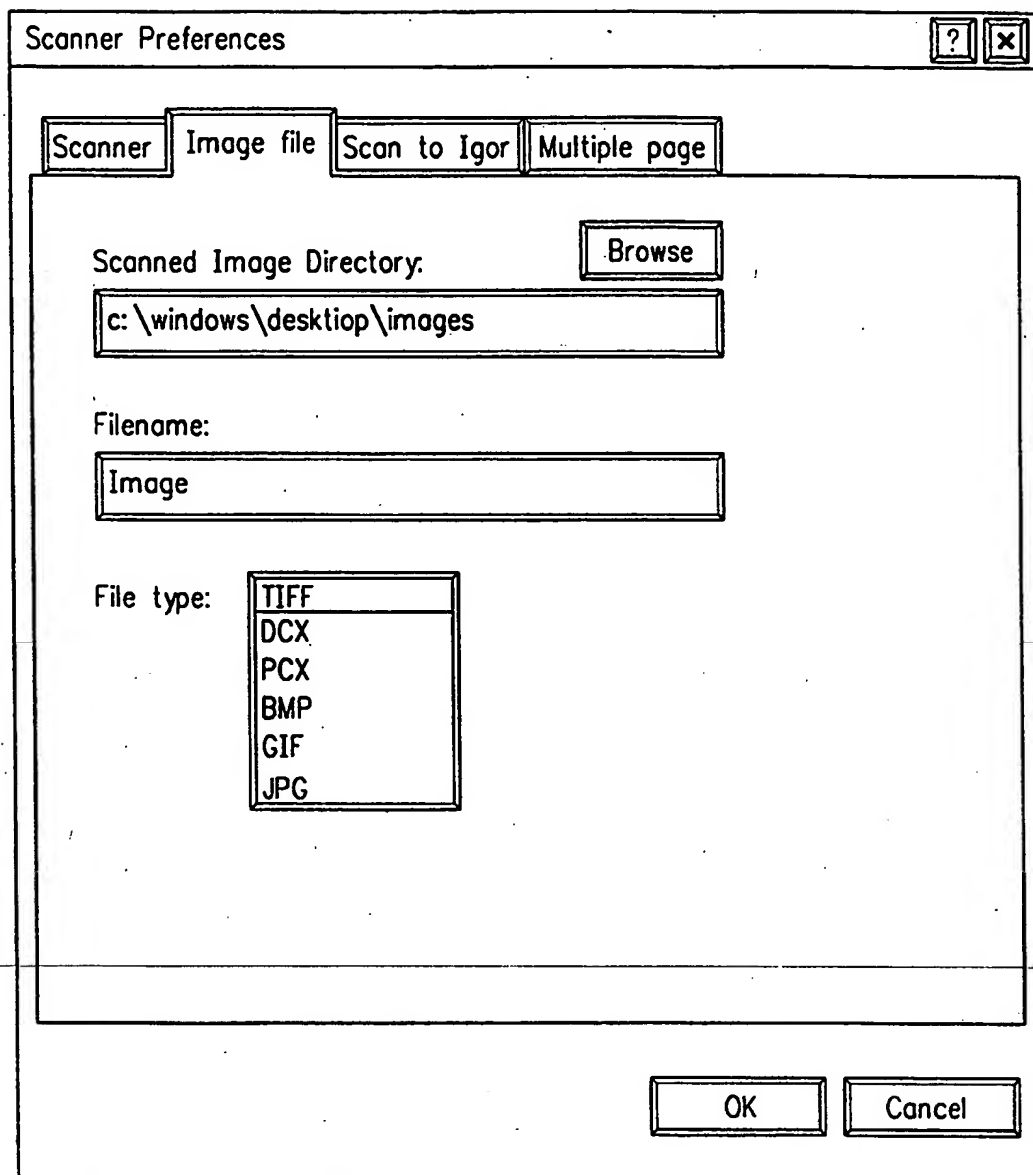 Scanner Preferences ? ×
Scanner Image file Scan to Igor Multiple page
Scanned Image Directory: Browse
c:\windows\desktiop\images
Filename:
Image
File type: TIFF
DCX
PCX
BMP
GIF
JPG
OK Cancel